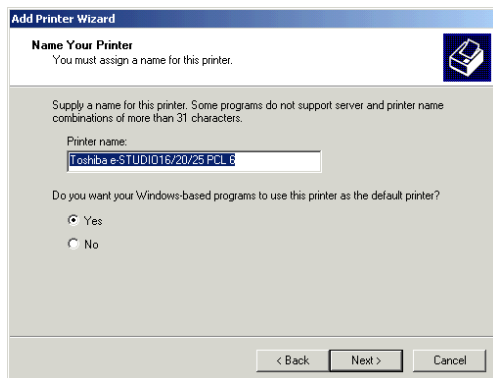 Add Printer Wizard
Name Your Printer
You must assign a name for this printer.
Supply a name for this printer. Some programs do not support server and printer name
combinations of more than 31 characters.
Printer name:
Toshiba e-STUDIO16/20/25 PCL 6
Do you want your Windows-based programs to use this printer as the default printer?
Yes
No
< Back Next > Cancel